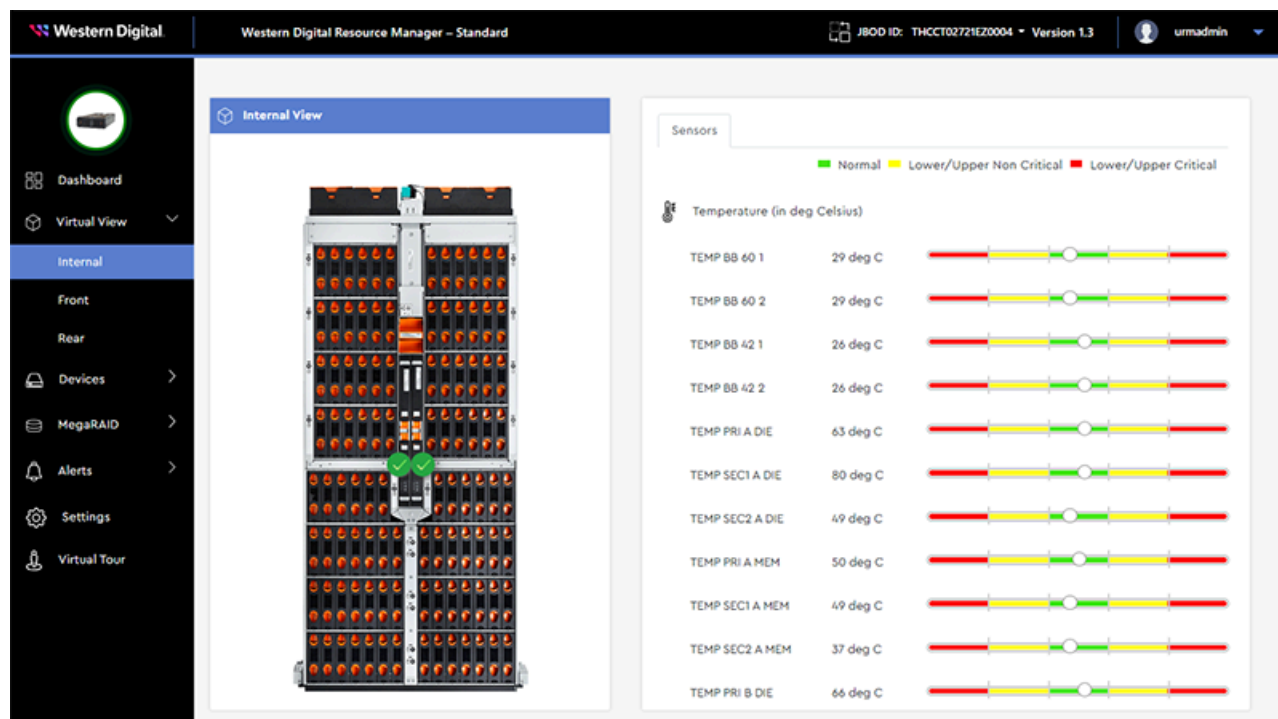 Western Digital.
Western Digital Resource Manager – Standard
JBOD ID: THCCT02721EZ0004 Version 1.3
urmadmin
Dashboard
Virtual View
Internal
Front
Rear
Devices
MegaRAID
Alerts
Settings
Virtual Tour
Internal View
Sensors
Normal Lower/Upper Non Critical Lower/Upper Critical
Temperature (in deg Celsius)
TEMP BB 60 1 29 deg C
TEMP BB 60 2 29 deg C
TEMP BB 42 1 26 deg C
TEMP BB 42 2 26 deg C
TEMP PRI A DIE 63 deg C
TEMP SEC1 A DIE 80 deg C
TEMP SEC2 A DIE 49 deg C
TEMP PRI A MEM 50 deg C
TEMP SEC1 A MEM 49 deg C
TEMP SEC2 A MEM 37 deg C
TEMP PRI B DIE 66 deg C